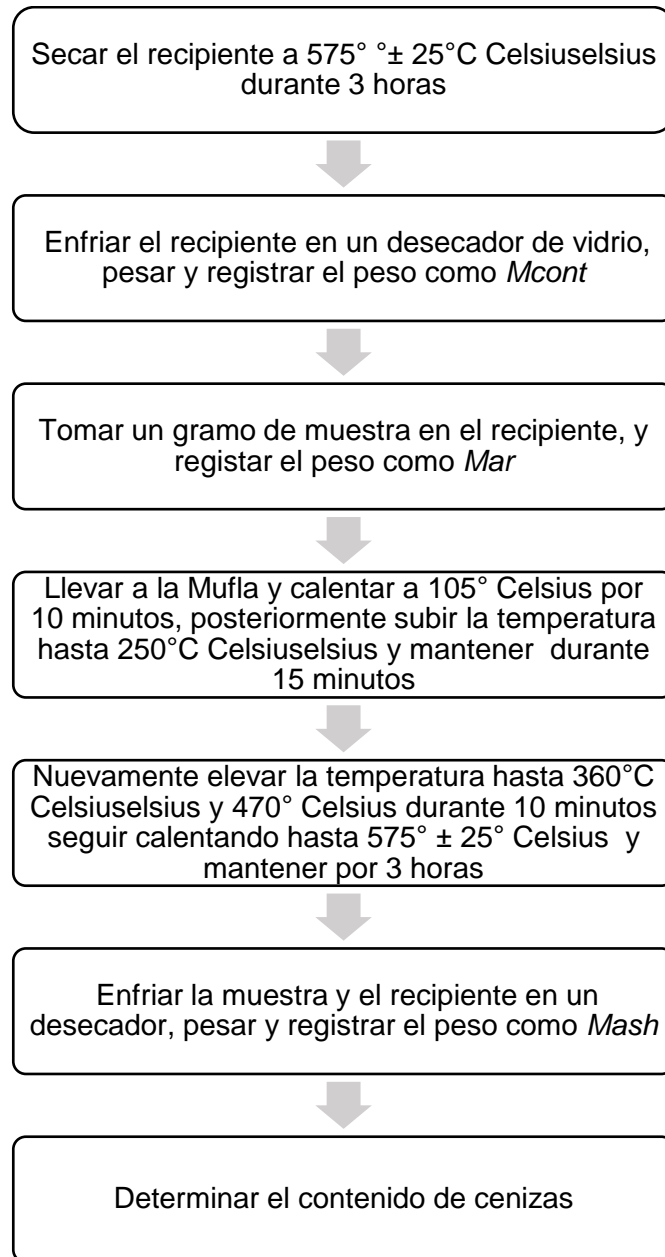 Secar el recipiente a 575° °± 25°C Celsiuselsius
durante 3 horas
Enfriar el recipiente en un desecador de vidrio,
pesar y registrar el peso como Mcont
Tomar un gramo de muestra en el recipiente, y
registar el peso como Mar
Llevar a la Mufla y calentar a 105° Celsius por
10 minutos, posteriormente subir la temperatura
hasta 250°C Celsiuselsius y mantener durante
15 minutos
Nuevamente elevar la temperatura hasta 360°C
Celsiuselsius y 470° Celsius durante 10 minutos
seguir calentando hasta 575° ± 25° Celsius y
mantener por 3 horas
Enfriar la muestra y el recipiente en un
desecador, pesar y registrar el peso como Mash
Determinar el contenido de cenizas